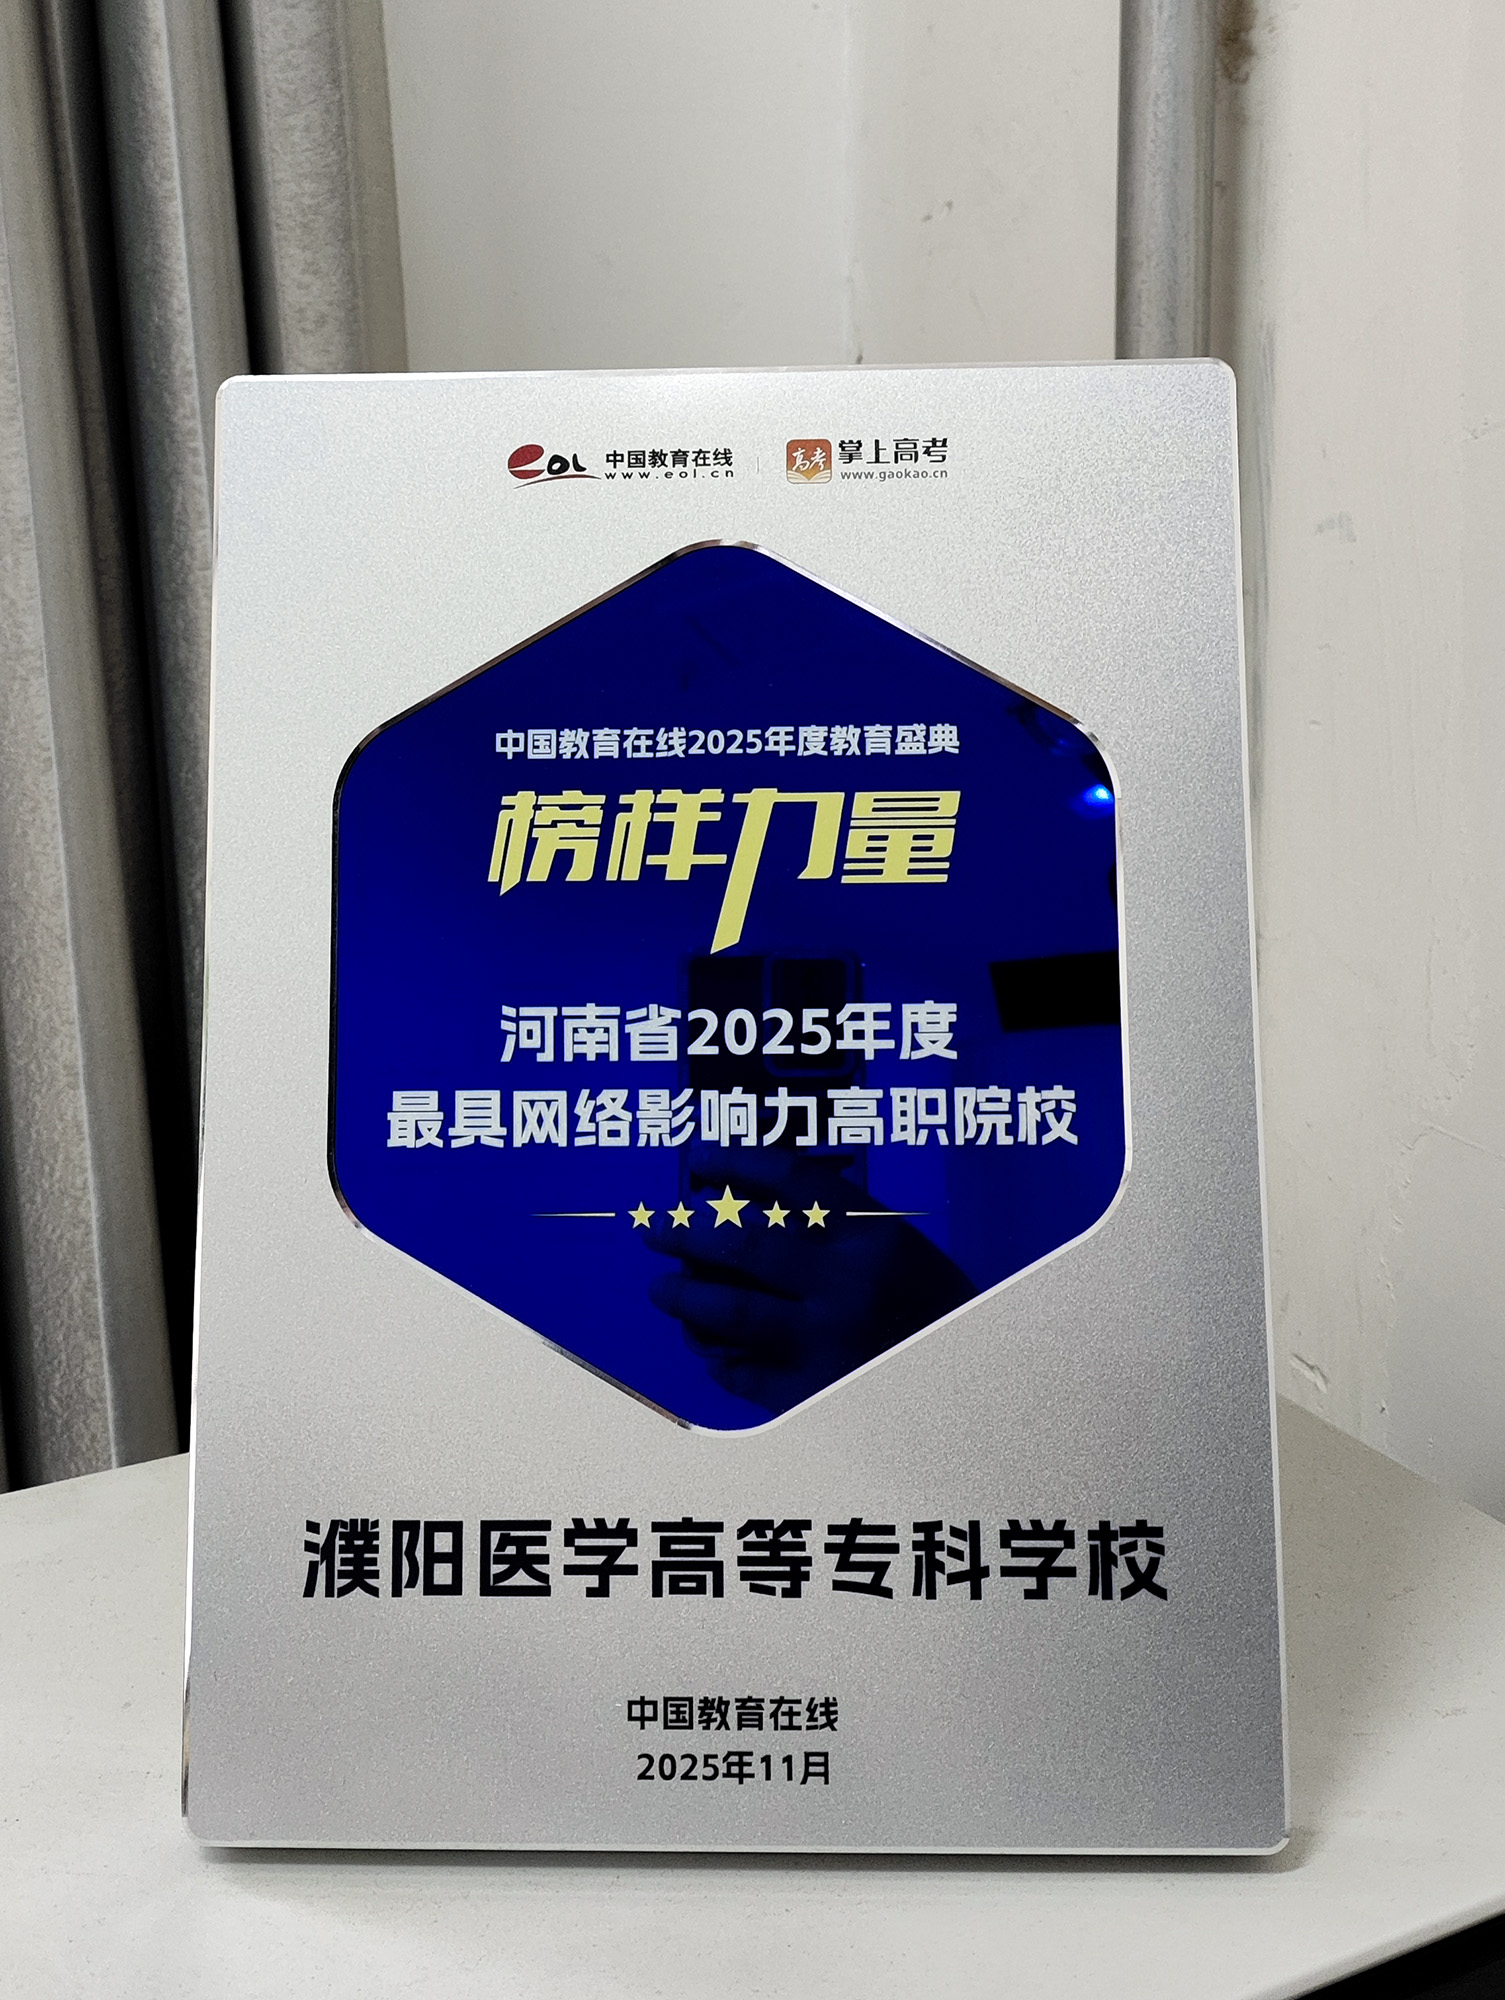 eol 中国教育在线 高考 掌上高考
www.eol.cn www.gaokao.cn
中国教育在线2025年度教育盛典
榜样力量
河南省2025年度
最具网络影响力高职院校
濮阳医学高等专科学校
中国教育在线
2025年11月